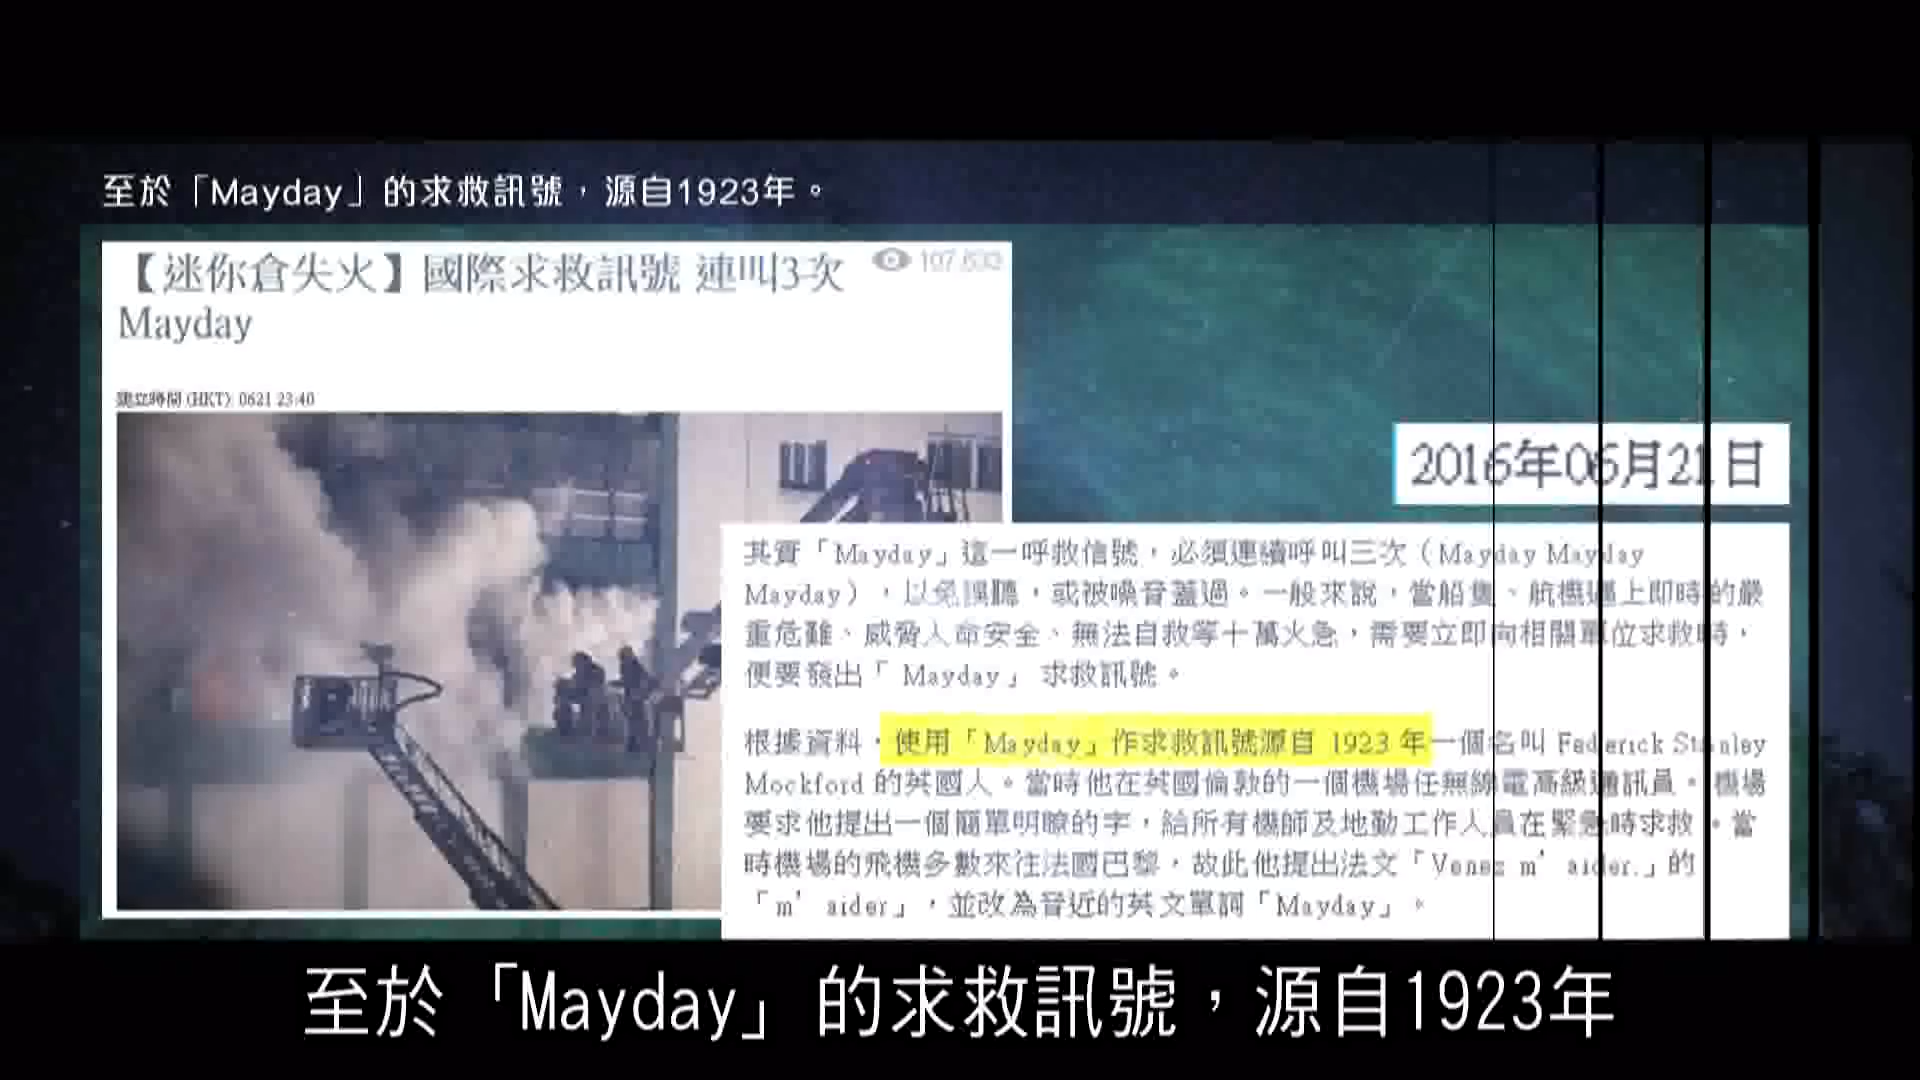 至於「Mayday」的求救訊號，源自1923年。
【迷你倉失火】國際求救訊號 連叫3次
Mayday
建立時間 (HKT): 0621 23:40
2016年06月21日
其實「Mayday」這一呼救信號，必須連續呼叫三次（Mayday Mayday
Mayday），以免誤聽，或被噪音蓋過。一般來說，當船隻、航機遇上即時的嚴
重危難、威脅人命安全、無法自救等十萬火急，需要立即向相關單位求救時，
便要發出「 Mayday」 求救訊號。
根據資料，使用「Mayday」作求救訊號源自 1923 年一個名叫 Federick Stanley
Mockford 的英國人。當時他在英國倫敦的一個機場任無線電高級通訊員。機場
要求他提出一個簡單明瞭的字，給所有機師及地勤工作人員在緊急時求救。當
時機場的飛機多數來往法國巴黎，故此他提出法文「Venez m’ aider.」的
「m’ aider」，並改為音近的英文單詞「Mayday」。
至於「Mayday」的求救訊號，源自1923年